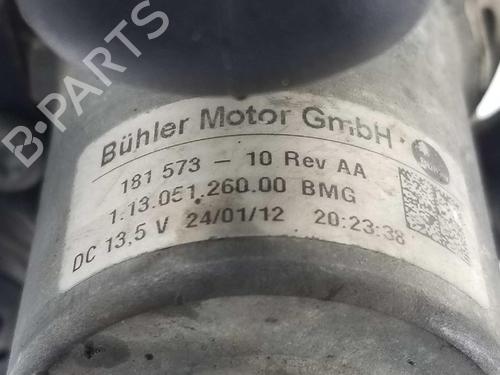 Bühler Motor GmbH
181 573 - 10 Rev AA
1.13.051.260.00 BMG
DC 13,5 V 24/01/12 20:23:38
B-PARTS